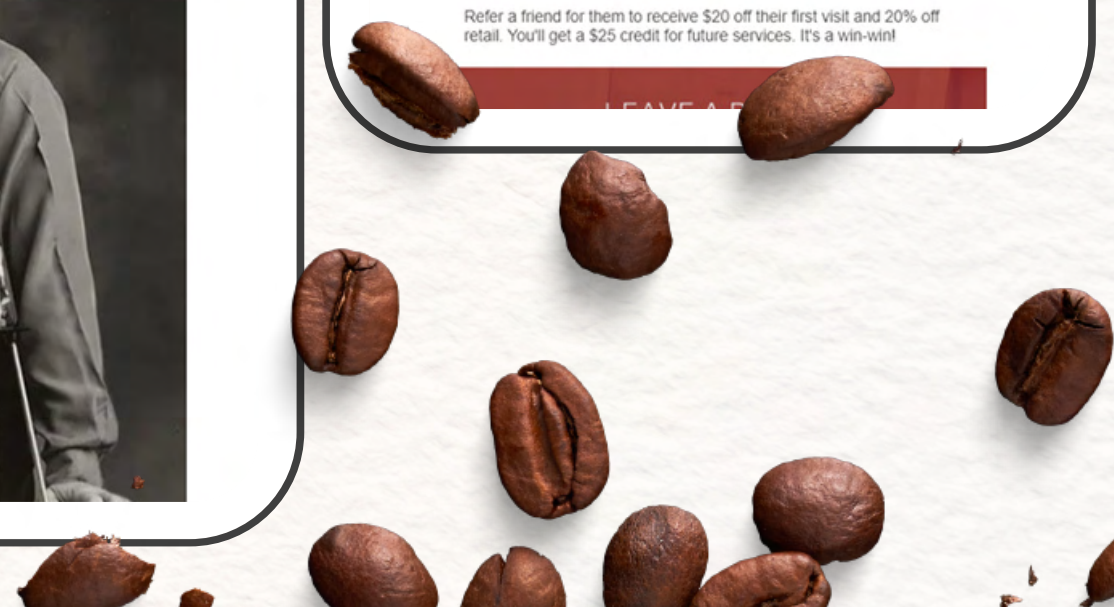 Refer a friend for them to receive $20 off their first visit and 20% off
retail. You'll get a $25 credit for future services. It's a win-win!
LEAVE A